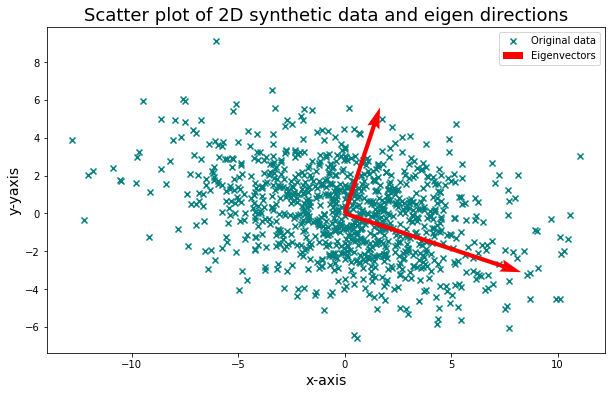 Scatter plot of 2D synthetic data and eigen directions
Original data
Eigenvectors
y-yaxis
8
6
4
2
0
−2
−4
−6
−10
−5
0
5
10
x-axis